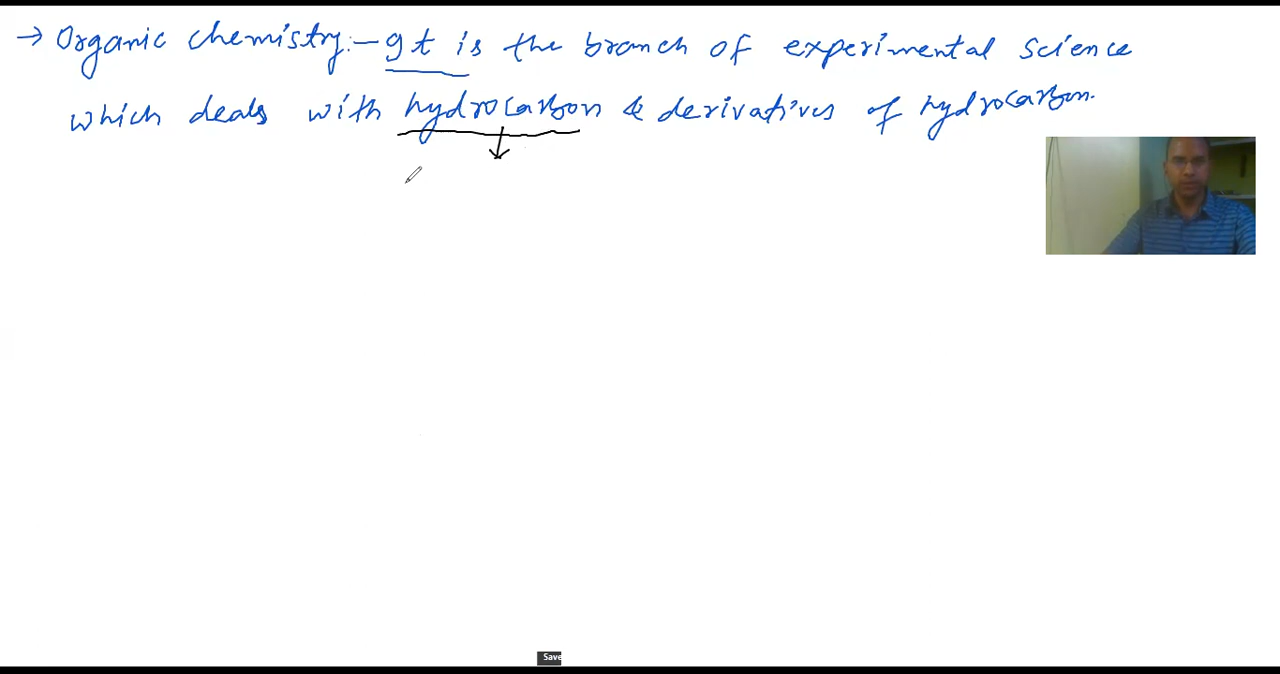 → Organic chemistry:- It is the branch of experimental science
which deals with hydrocarbon & derivatives of hydrocarbon.
Save